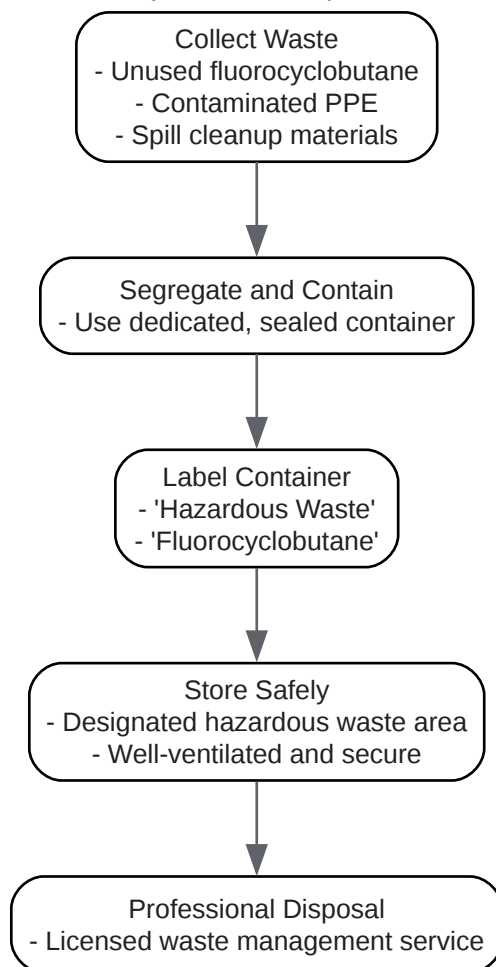 Collect Waste
- Unused fluorocyclobutane
- Contaminated PPE
- Spill cleanup materials
Segregate and Contain
- Use dedicated, sealed container
Label Container
- 'Hazardous Waste'
- 'Fluorocyclobutane'
Store Safely
- Designated hazardous waste area
- Well-ventilated and secure
Professional Disposal
- Licensed waste management service